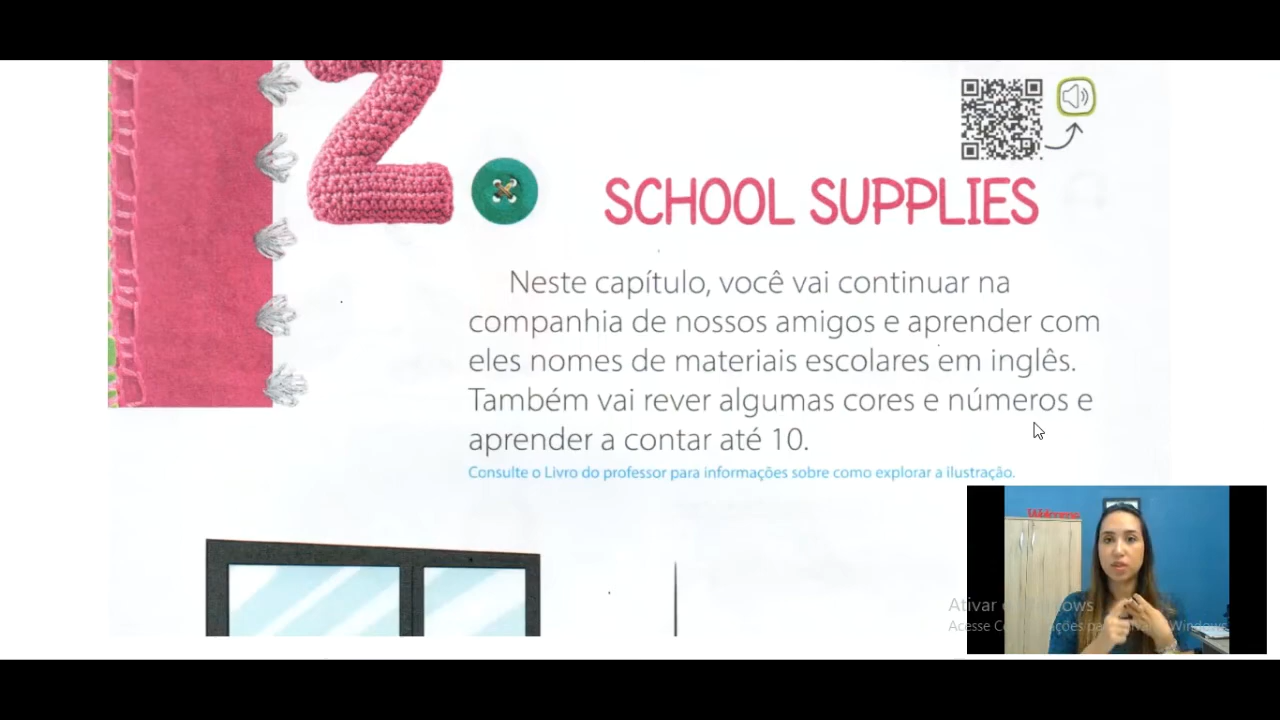 2.
SCHOOL SUPPLIES
Neste capítulo, você vai continuar na
companhia de nossos amigos e aprender com
eles nomes de materiais escolares em inglês.
Também vai rever algumas cores e números e
aprender a contar até 10.
Consulte o Livro do professor para informações sobre como explorar a ilustração.
Ativar
Acesse
Windows